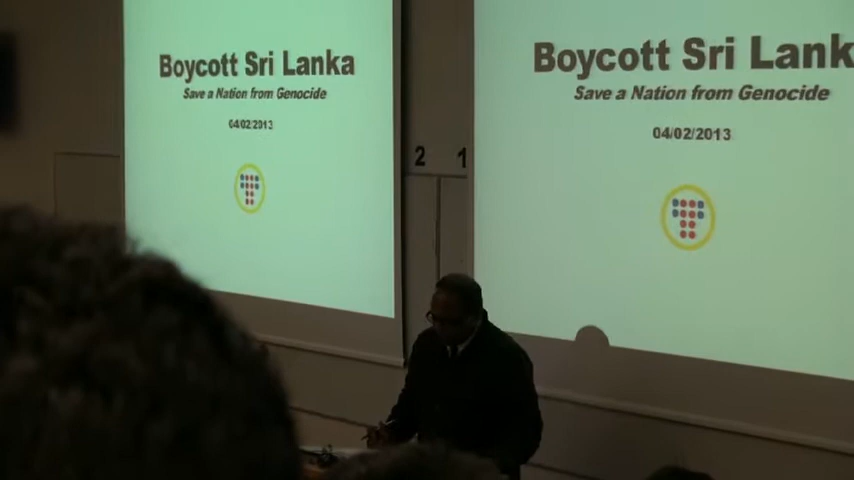 Boycott Sri Lanka
Save a Nation from Genocide
04/02/2013
2 1
Boycott Sri Lanka
Save a Nation from Genocide
04/02/2013